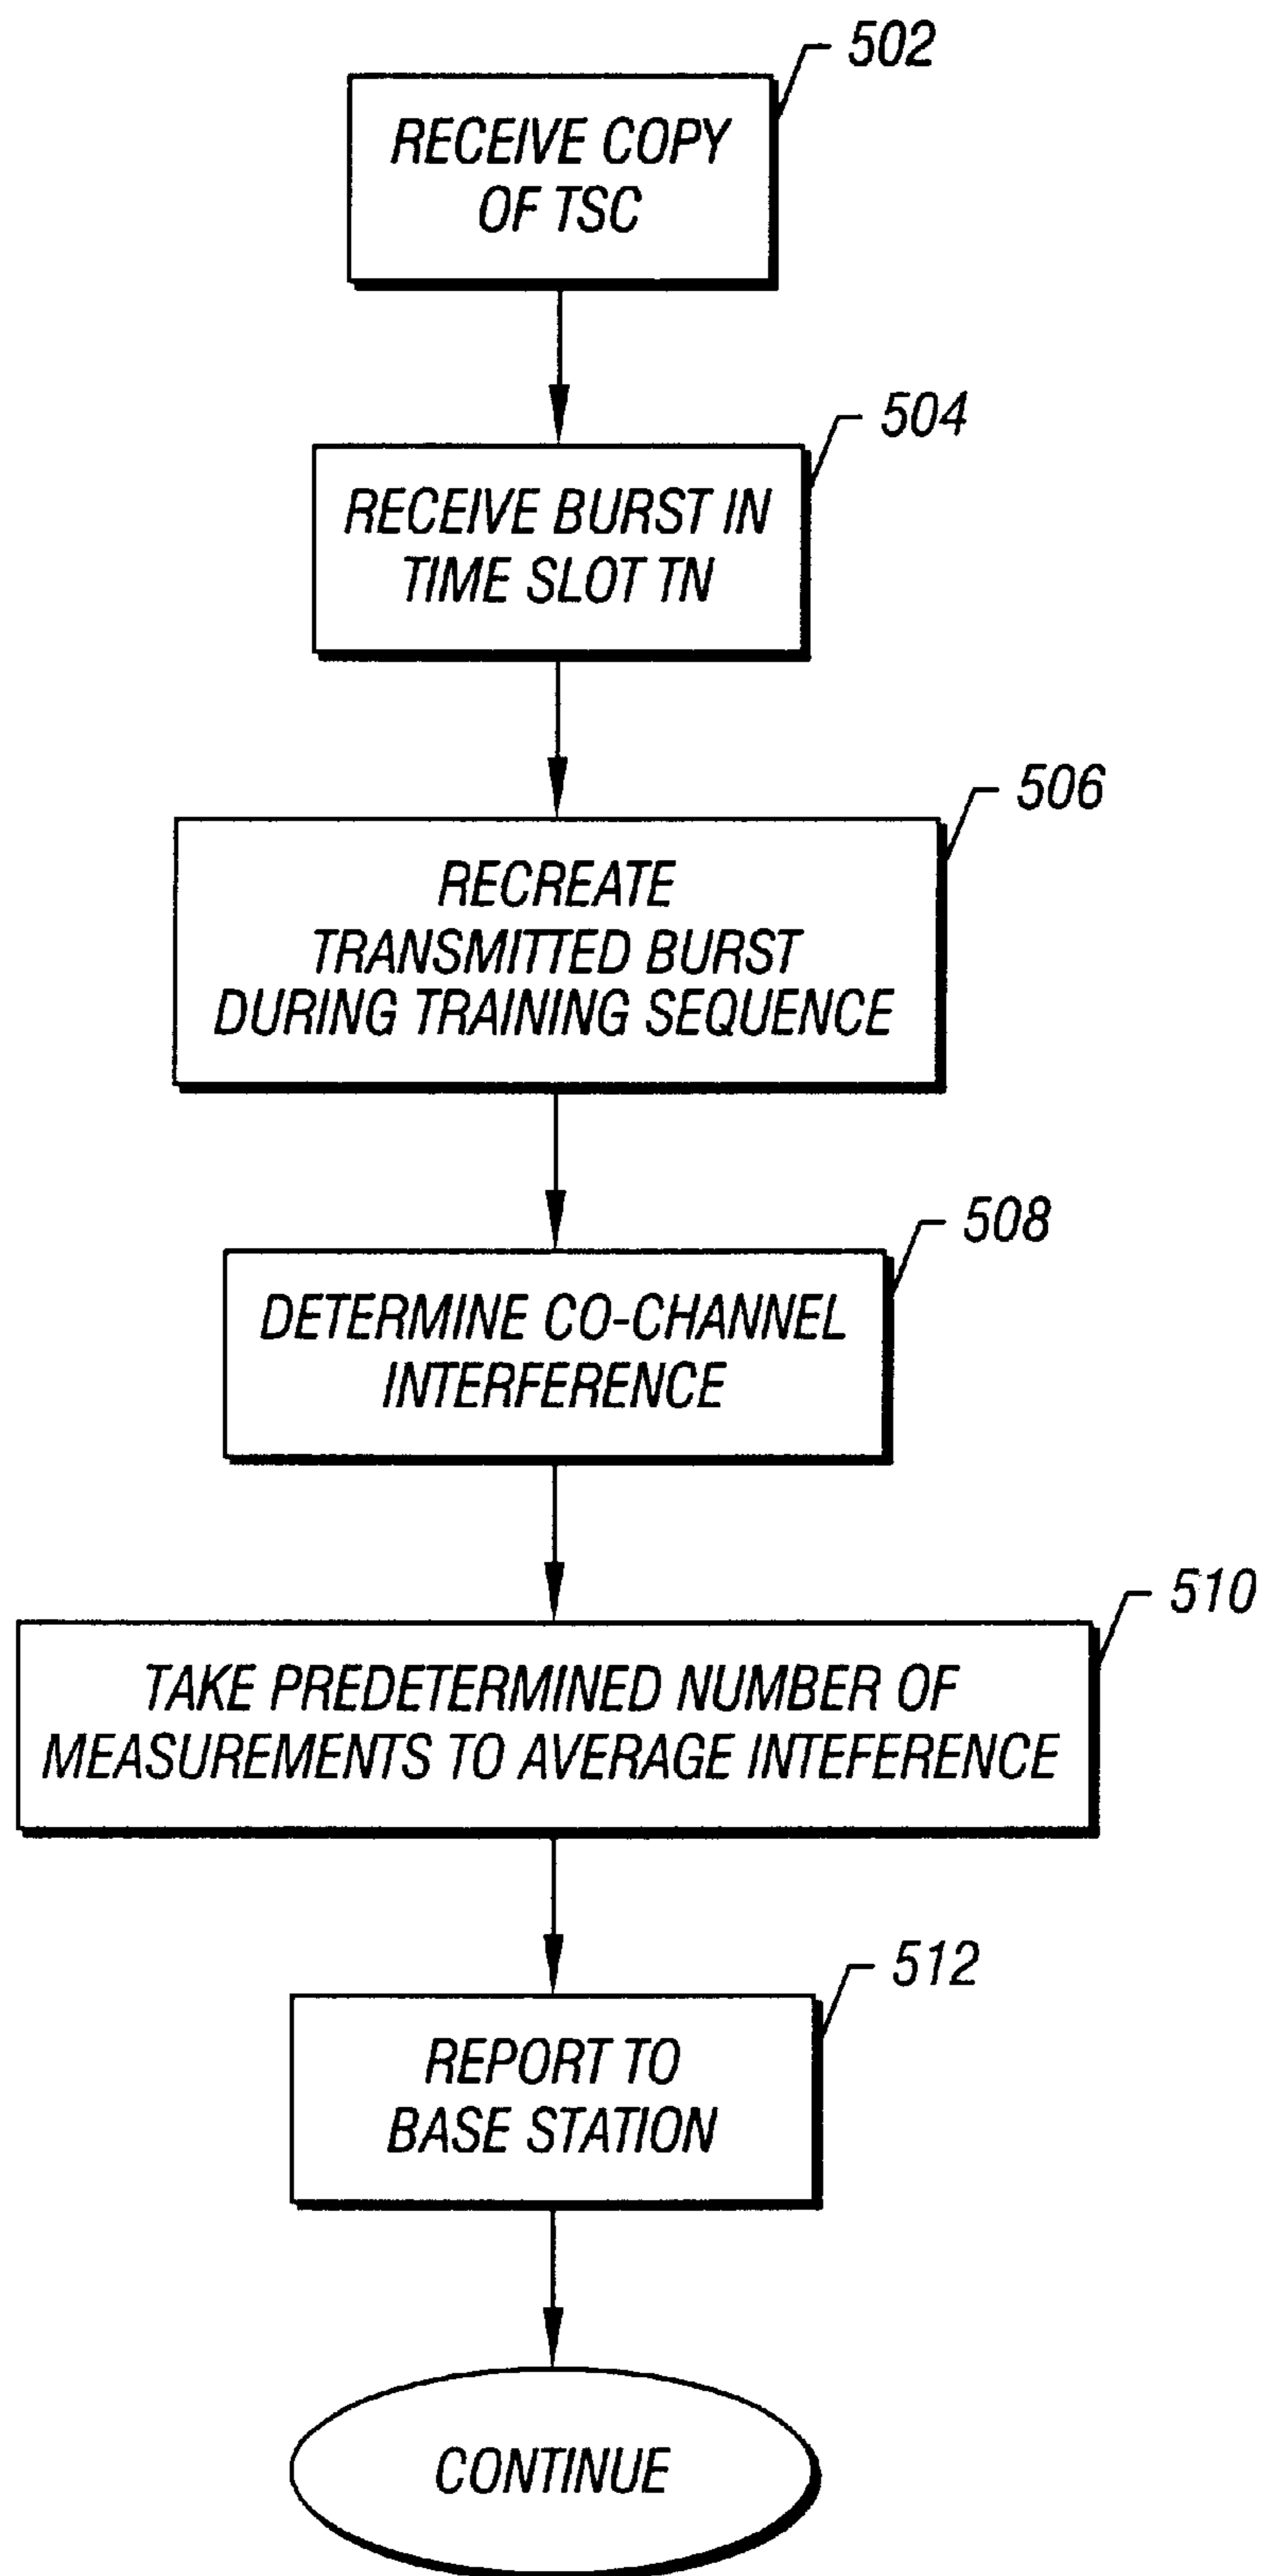 502
RECEIVE COPY
OF TSC
504
RECEIVE BURST IN
TIME SLOT TN
506
RECREATE
TRANSMITTED BURST
DURING TRAINING SEQUENCE
508
DETERMINE CO-CHANNEL
INTERFERENCE
510
TAKE PREDETERMINED NUMBER OF
MEASUREMENTS TO AVERAGE INTEFERENCE
512
REPORT TO
BASE STATION
CONTINUE